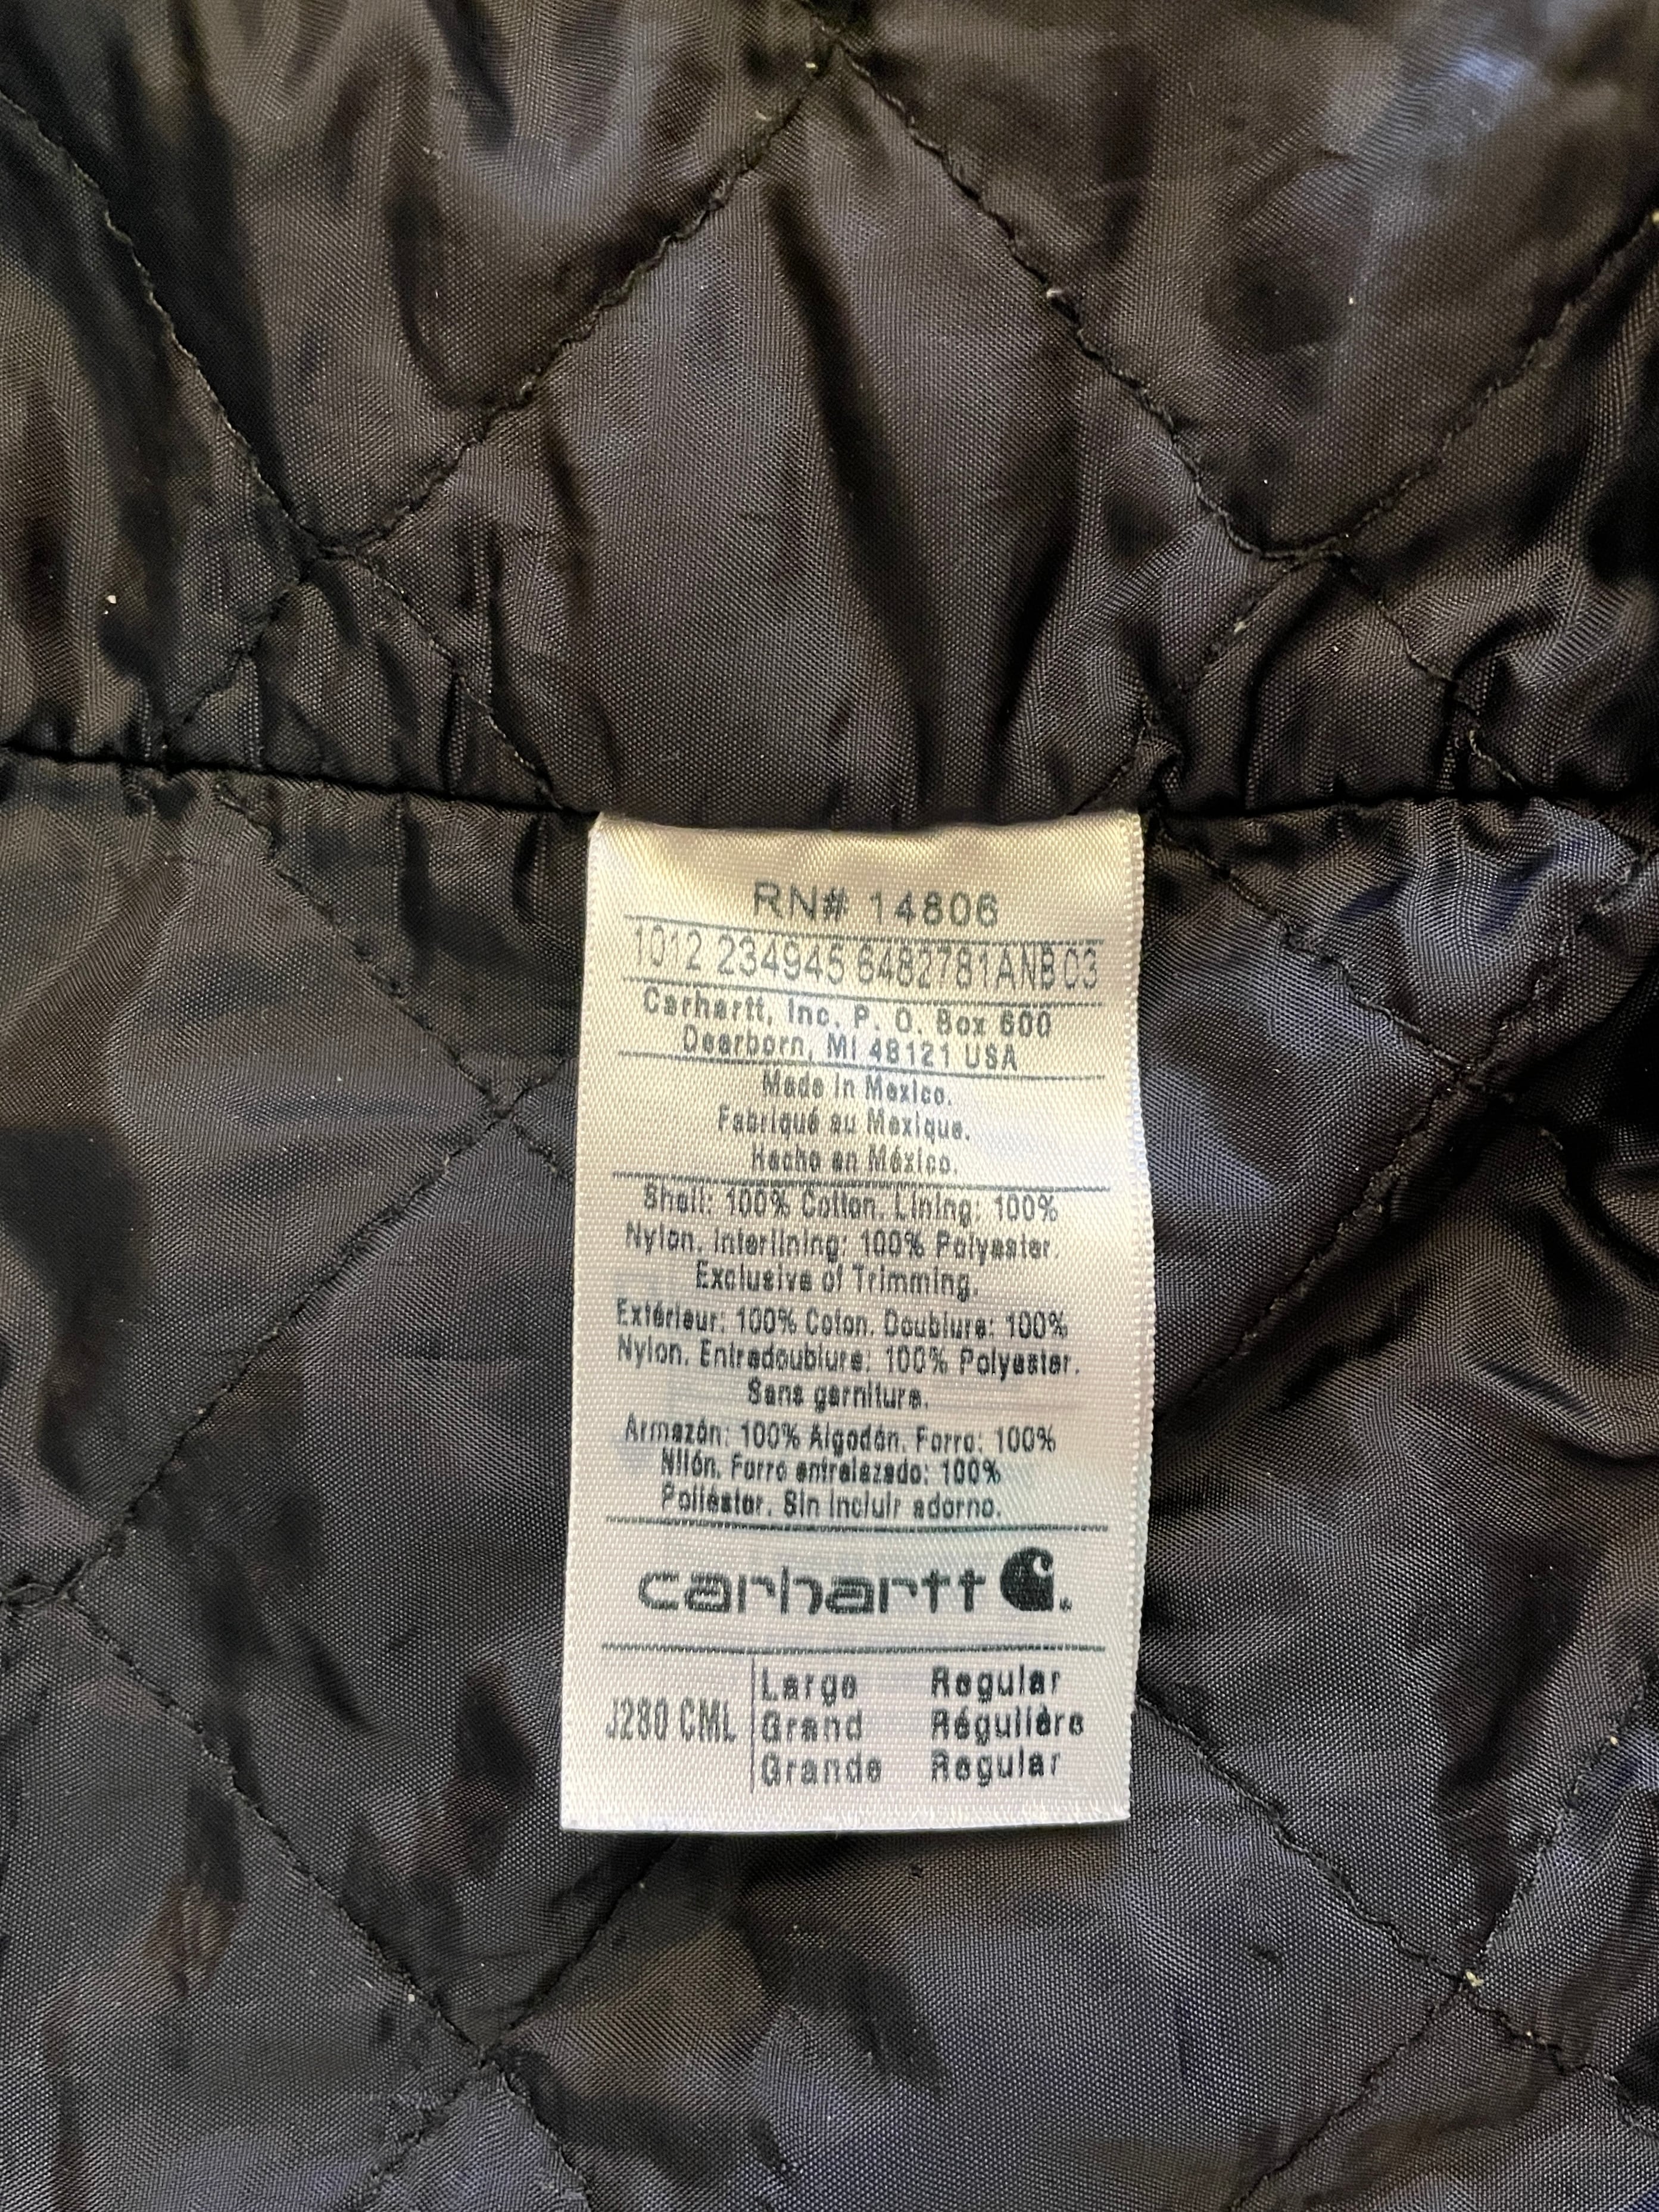 RN# 14806
1012 234945 6482781ANB 03
Carhartt, Inc. P. O. Box 600
Dearborn, MI 48121 USA
Made in Mexico.
Fabriqué au Mexique.
Hecho en México.
Shell: 100% Cotton. Lining: 100%
Nylon. Interlining: 100% Polyester.
Exclusive of Trimming.
Extérieur: 100% Coton. Doublure: 100%
Nylon. Entredoublure: 100% Polyester.
Sans garniture.
Armazón: 100% Algodón. Forro: 100%
Nilón. Forro entrelazado: 100%
Poliéster. Sin incluir adorno.
carhartt
J280 CML
Large Regular
Grand Régulière
Grande Regular